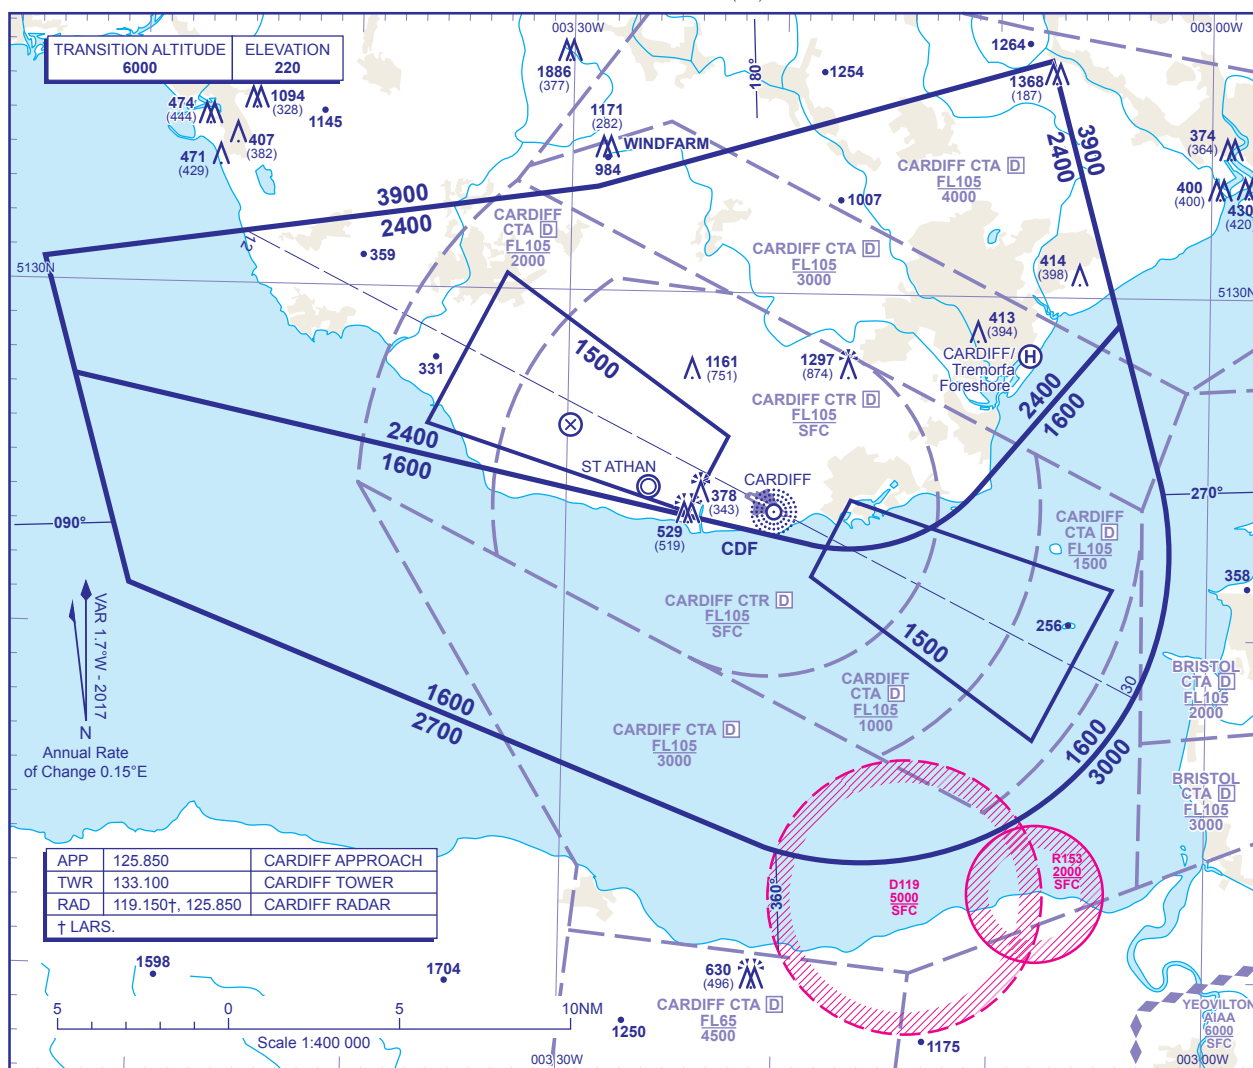 TRANSITION ALTITUDE
6000
ELEVATION
220
003 30W
003 00W
180°
1886
(377)
1254
1264
1368
(187)
474
(444)
1094
(328)
1145
407
(382)
471
(429)
1171
(282)
WINDFARM
984
374
(364)
400
(400)
430
(420)
3900
2400
3900
2400
CARDIFF CTA D
FL105
4000
1007
CARDIFF
CTA D
FL105
2000
CARDIFF CTA D
FL105
3000
12
359
414
(398)
5130N
5130N
413
(394)
CARDIFF/
Tremorfa
Foreshore
H
331
1500
1161
(751)
1297
(874)
CARDIFF CTR D
FL105
SFC
2400
1600
2400
1600
ST ATHAN
CARDIFF
378
(343)
529
(519)
CDF
090°
270°
CARDIFF
CTA D
FL105
1500
358
VAR 1.7°W - 2017
N
Annual Rate
of Change 0.15°E
CARDIFF CTR D
FL105
SFC
256
1500
CARDIFF
CTA D
FL105
1000
30
BRISTOL
CTA D
FL105
2000
1600
2700
CARDIFF CTA D
FL105
3000
1600
3000
BRISTOL
CTA D
FL105
3000
APP 125.850 CARDIFF APPROACH
TWR 133.100 CARDIFF TOWER
RAD 119.150†, 125.850 CARDIFF RADAR
† LARS.
360°
D119
5000
SFC
R153
2000
SFC
1598
1704
630
(496)
CARDIFF CTA D
FL65
4500
1250
1175
YEOVILTON
AIAA
6000
SFC
5 0 5 10NM
Scale 1:400 000
003 30W
003 00W